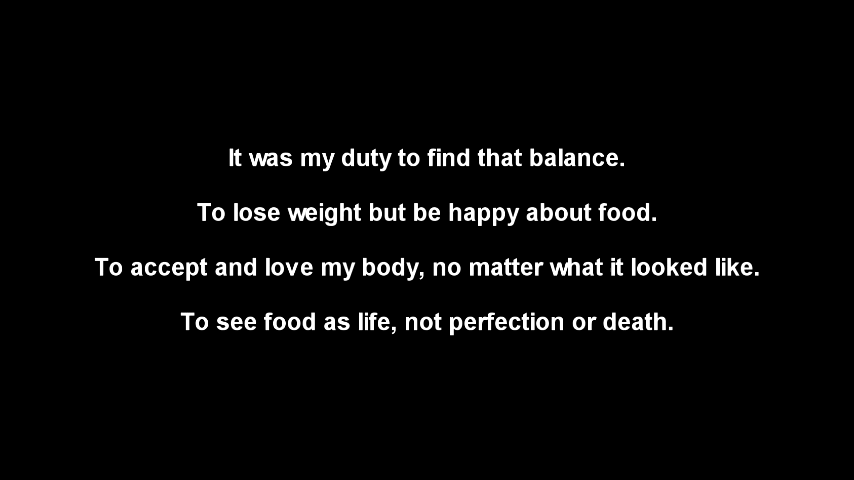 It was my duty to find that balance.
To lose weight but be happy about food.
To accept and love my body, no matter what it looked like.
To see food as life, not perfection or death.